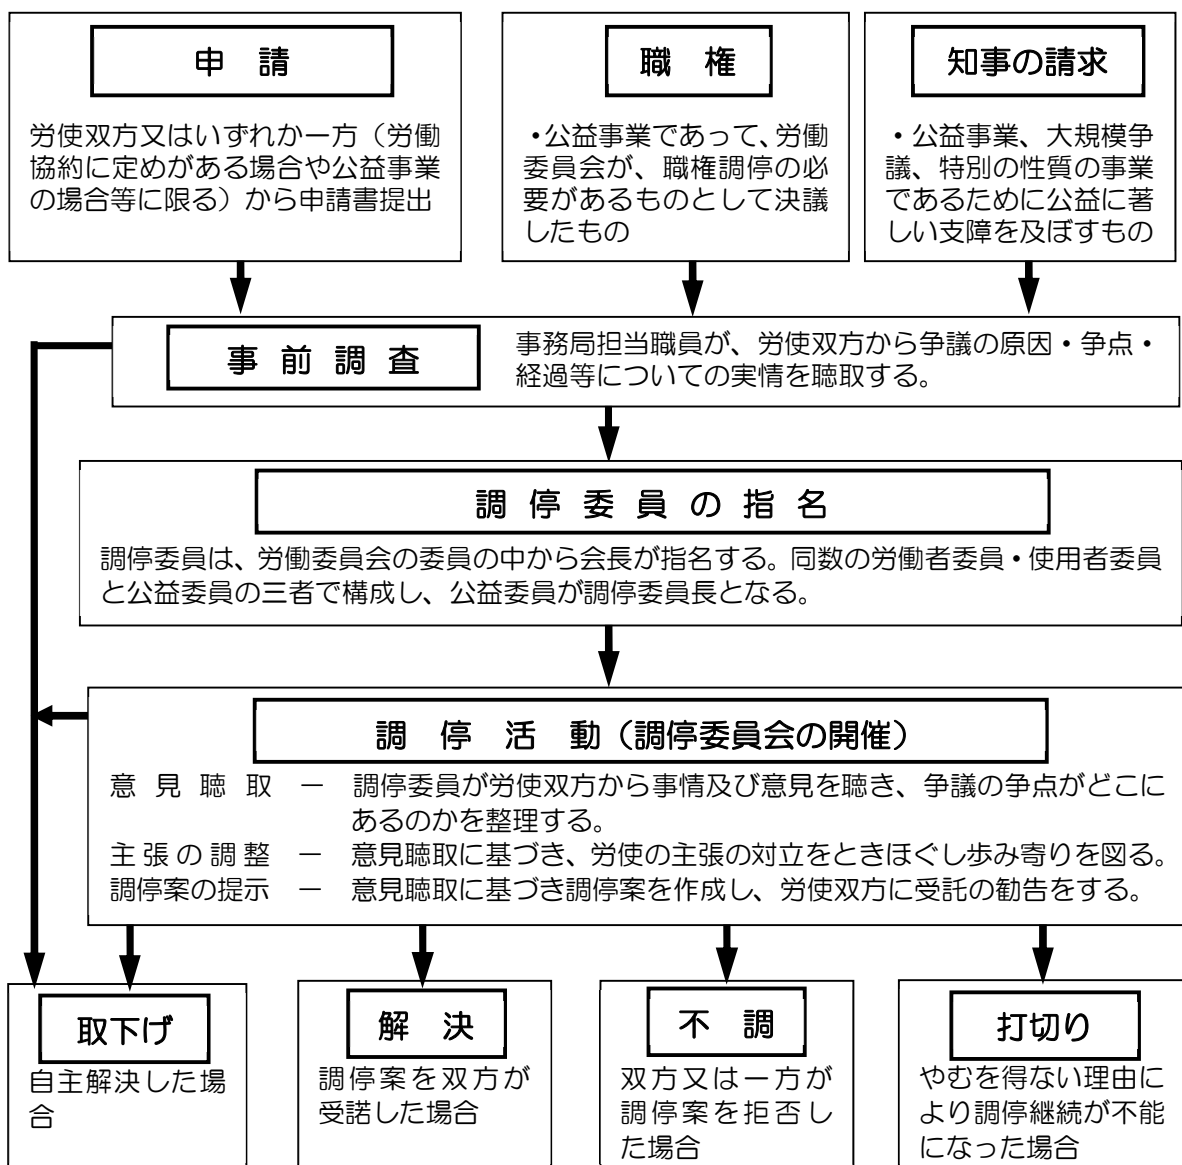 申請
労使双方又はいずれか一方（労働
協約に定めがある場合や公益事業
の場合等に限る）から申請書提出
職権
・公益事業であって、労働
委員会が、職権調停の必
要があるものとして決議
したもの
知事の請求
・公益事業、大規模争
議、特別の性質の事業
であるために公益に著
しい支障を及ぼすもの
事前調査
事務局担当職員が、労使双方から争議の原因・争点・
経過等についての実情を聴取する。
調停委員の指名
調停委員は、労働委員会の委員の中から会長が指名する。同数の労働者委員・使用者委員
と公益委員の三者で構成し、公益委員が調停委員長となる。
調停活動（調停委員会の開催）
意見聴取 － 調停委員が労使双方から事情及び意見を聴き、争議の争点がどこに
あるのかを整理する。
主張の調整 － 意見聴取に基づき、労使の主張の対立をときほぐし歩み寄りを図る。
調停案の提示 － 意見聴取に基づき調停案を作成し、労使双方に受託の勧告をする。
取下げ
自主解決した場
合
解決
調停案を双方が
受諾した場合
不調
双方又は一方が
調停案を拒否し
た場合
打切り
やむを得ない理由に
より調停継続が不能
になった場合